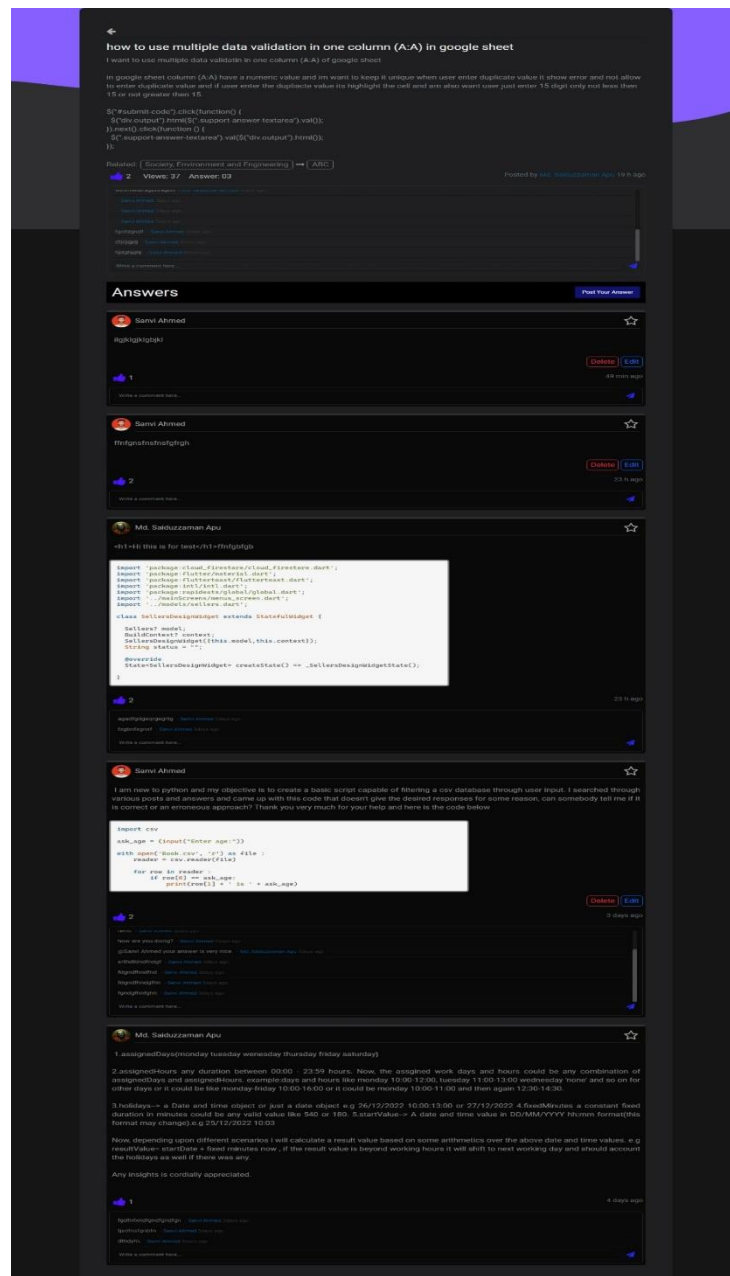 how to use multiple data validation in one column (A:A) in google sheet
I want to use multiple data validatin in one column (A:A) of google sheet
in google sheet column (A:A) have a numeric value and im want to keep it unique when user enter duplicate value it show error and not allow
to enter duplicate value and if user enter the dupliacte value its highlight the cell and am also want user just enter 15 digit only not less then
15 or not greater then 15.
$("#submit-code").click(function() {
$("div.output").html($(".support-answer-textarea").val());
}).next().click(function () {
$(".support-answer-textarea").val($("div.output").html());
});
Related: [ Society, Environment and Engineering ] ➞ [ ABC ]
2 Views: 37 Answer: 03
Posted by Md. Saiduzzaman Apu 19 h ago
Write a comment here...
Answers
Post Your Answer
Sanvi Ahmed
Delete Edit
1
49 min ago
Write a comment here...
Sanvi Ahmed
ffnfgnsfnsfnsfgfrgh
Delete Edit
2
23 h ago
Write a comment here...
Md. Saiduzzaman Apu
<h1>Hi this is for test</h1>ffnfgbfgb
import 'package:cloud_firestore/cloud_firestore.dart';
import 'package:flutter/material.dart';
import 'package:fluttertoast/fluttertoast.dart';
import 'package:intl/intl.dart';
import 'package:rapideats/global/global.dart';
import '../mainScreens/menus_screen.dart';
import '../models/sellers.dart';
class SellersDesignWidget extends StatefulWidget {
Sellers? model;
BuildContext? context;
SellersDesignWidget({this.model,this.context});
String status = "";
@override
State<SellersDesignWidget> createState() => _SellersDesignWidgetState();
}
2
23 h ago
Write a comment here...
Sanvi Ahmed
I am new to python and my objective is to create a basic script capable of filtering a csv database through user input. I searched through
various posts and answers and came up with this code that doesn't give the desired responses for some reason, can somebody tell me if it
is correct or an erroneous approach? Thank you very much for your help and here is the code below
import csv
ask_age = (input("Enter age:"))
with open('Book.csv', 'r') as file :
reader = csv.reader(file)
for row in reader :
if row[0] == ask_age:
print(row[1] + ' is ' + ask_age)
Delete Edit
2
3 days ago
how are you doing? - Sanvi Ahmed
@Sanvi Ahmed your answer is very nice. - Md. Saiduzzaman Apu
Write a comment here...
Md. Saiduzzaman Apu
1.assignedDays(monday tuesday wenesday thursday friday saturday)
2.assignedHours any duration between 00:00 - 23:59 hours. Now, the assgined work days and hours could be any combination of
assignedDays and assignedHours. example:days and hours like monday 10:00-12:00, tuesday 11:00-13:00 wednesday 'none' and so on for
other days or it could be like monday-friday 10:00-16:00 or it could be monday 10:00-11:00 and then again 12:30-14:30.
3.holidays--> a Date and time object or just a date object e.g 26/12/2022 10:00:13:00 or 27/12/2022 4.fixedMinutes a constant fixed
duration in minutes could be any valid value like 540 or 180. 5.startValue--> A date and time value in DD/MM/YYYY hh:mm format(this
format may change).e.g 25/12/2022 10:03
Now, depending upon different scenarios i will calculate a result value based on some arithmetics over the above date and time values. e.g
resultValue= startDate + fixed minutes now , if the result value is beyond working hours it will shift to next working day and should account
the holidays as well if there was any.
Any insights is cordially appreciated.
1
4 days ago
Write a comment here...